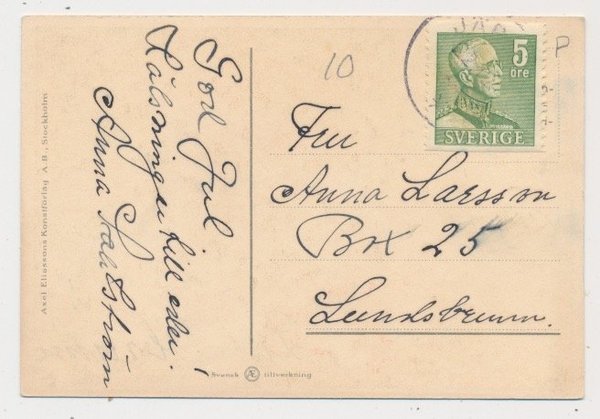 God Jul
Hälsningar till eder!
Anna
Axel Eliassons Konstförlag A.B., Stockholm
10
P
5
öre
SVERIGE
Fru
Anna Larsson
Box 25
Lundsbrunn.
Svensk Æ tillverkning